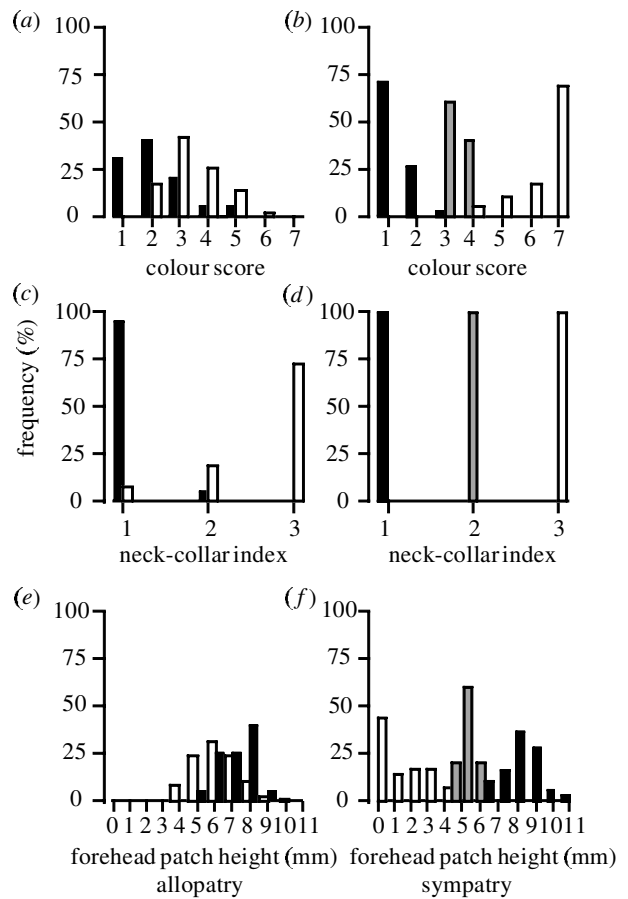 (a) (b)
100 100
75 75
50 50
25 25
0 0
1 2 3 4 5 6 7 1 2 3 4 5 6 7
colour score colour score
(c) (d)
100 100
75 75
50 50
25 25
0 0
frequency (%)
1 2 3 1 2 3
neck-collar index neck-collar index
(e) (f)
100 100
75 75
50 50
25 25
0 0
0 1 2 3 4 5 6 7 8 9 10 11 0 1 2 3 4 5 6 7 8 9 10 11
forehead patch height (mm) forehead patch height (mm)
allopatry sympatry